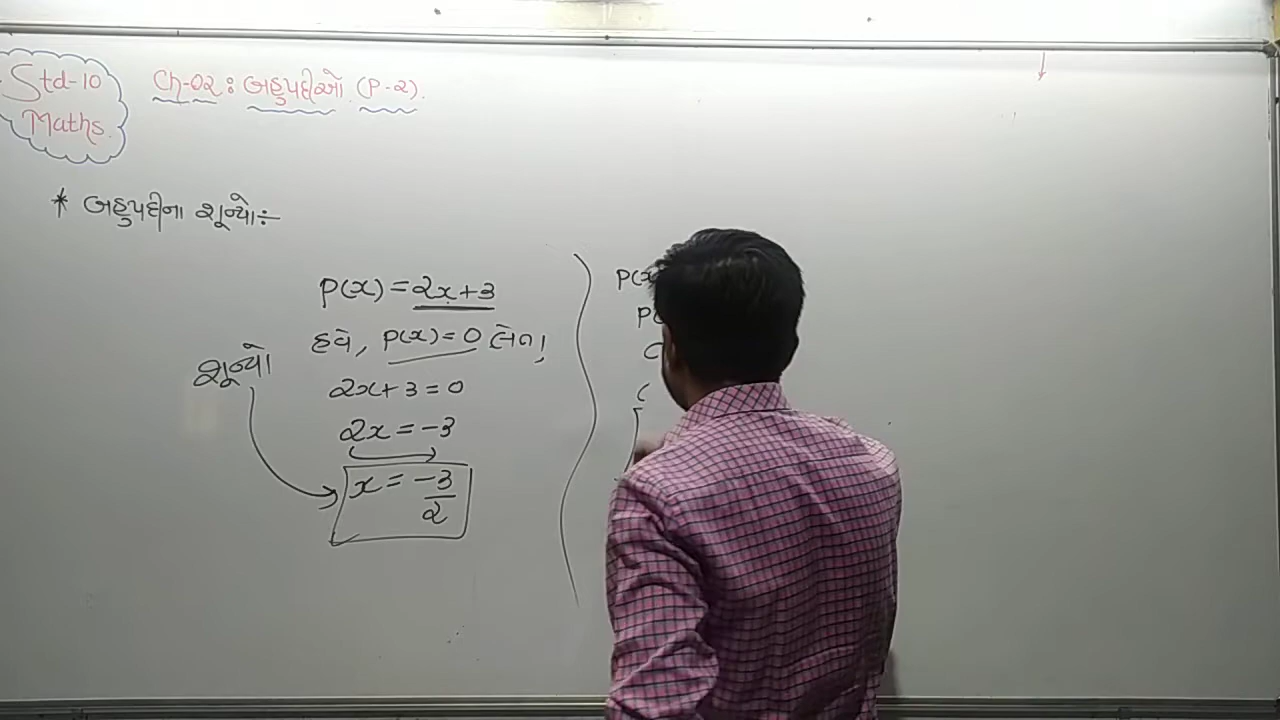 Std-10
Maths.
Ch-02 : બહુપદીઓ (P-2).
* બહુપદીના શૂન્યો :-
P(x) = 2x+3
હવે, P(x) = 0 લેતા,
2x+3 = 0
2x = -3
x = -3/2
શૂન્યો
P(x